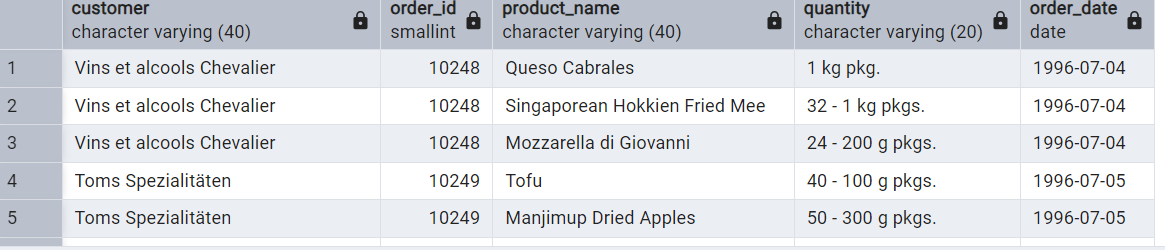 customer order_id product_name quantity order_date
character varying (40) smallint character varying (40) character varying (20) date
1 Vins et alcools Chevalier 10248 Queso Cabrales 1 kg pkg. 1996-07-04
2 Vins et alcools Chevalier 10248 Singaporean Hokkien Fried Mee 32 - 1 kg pkgs. 1996-07-04
3 Vins et alcools Chevalier 10248 Mozzarella di Giovanni 24 - 200 g pkgs. 1996-07-04
4 Toms Spezialitäten 10249 Tofu 40 - 100 g pkgs. 1996-07-05
5 Toms Spezialitäten 10249 Manjimup Dried Apples 50 - 300 g pkgs. 1996-07-05